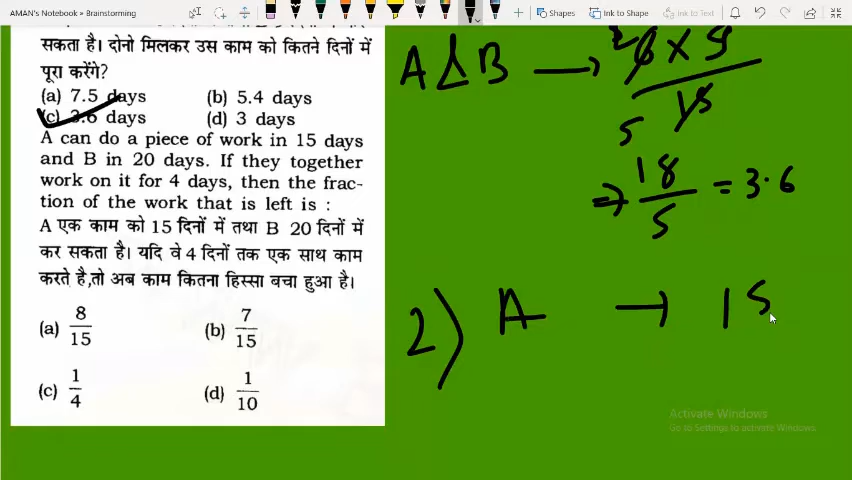 AMAN's Notebook » Brainstorming
Shapes
Ink to Shape
Ink to Text
सकता है। दोनो मिलकर उस काम को कितने दिनों में
पूरा करेंगे?
(a) 7.5 days (b) 5.4 days
(c) 3.6 days (d) 3 days
A can do a piece of work in 15 days
and B in 20 days. If they together
work on it for 4 days, then the frac-
tion of the work that is left is :
A एक काम को 15 दिनों में तथा B 20 दिनों में
कर सकता है। यदि वे 4 दिनों तक एक साथ काम
करते है,तो अब काम कितना हिस्सा बचा हुआ है।
(a) 8/15 (b) 7/15
(c) 1/4 (d) 1/10
A △ B →
5
⇒ 18/5 = 3.6
2) A → 15
Activate Windows
Go to Settings to activate Windows.